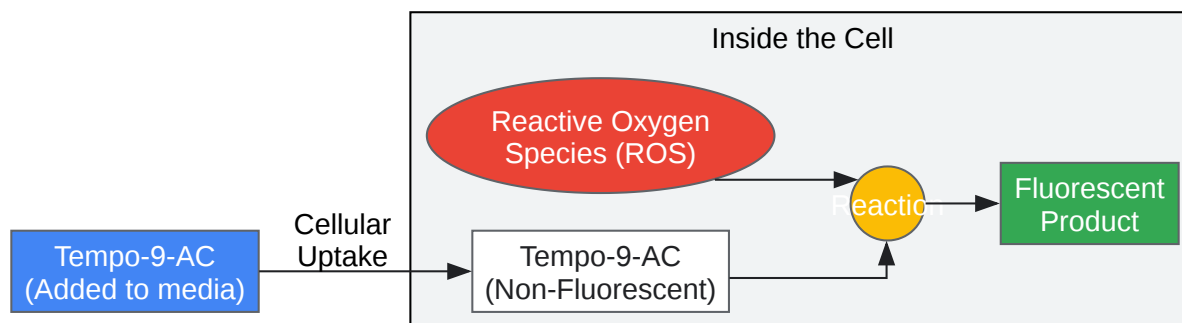 Inside the Cell
Reactive Oxygen
Species (ROS)
Reaction
Fluorescent
Product
Cellular
Uptake
Tempo-9-AC
(Added to media)
Tempo-9-AC
(Non-Fluorescent)